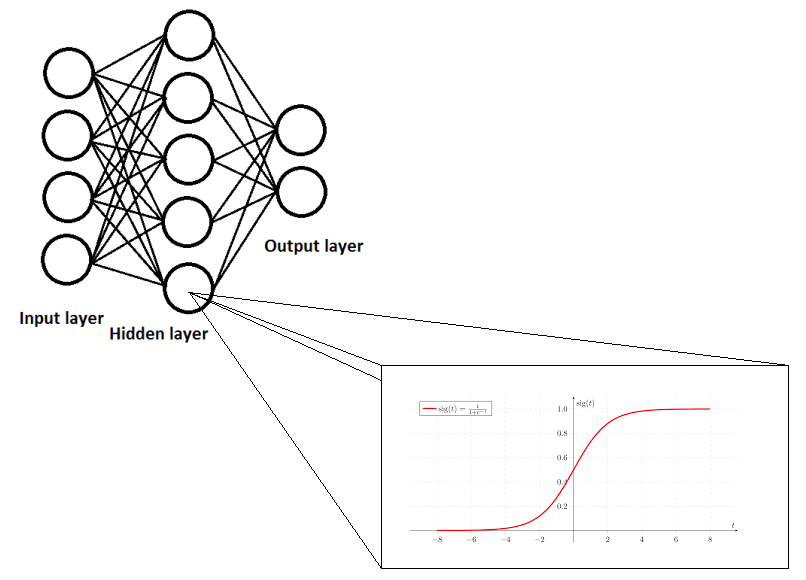 Output layer
Input layer
Hidden layer
sig(t) = 1/(1+e^{-t})
sig(t)
1.0
0.8
0.6
0.4
0.2
t
−8 −6 −4 −2 2 4 6 8